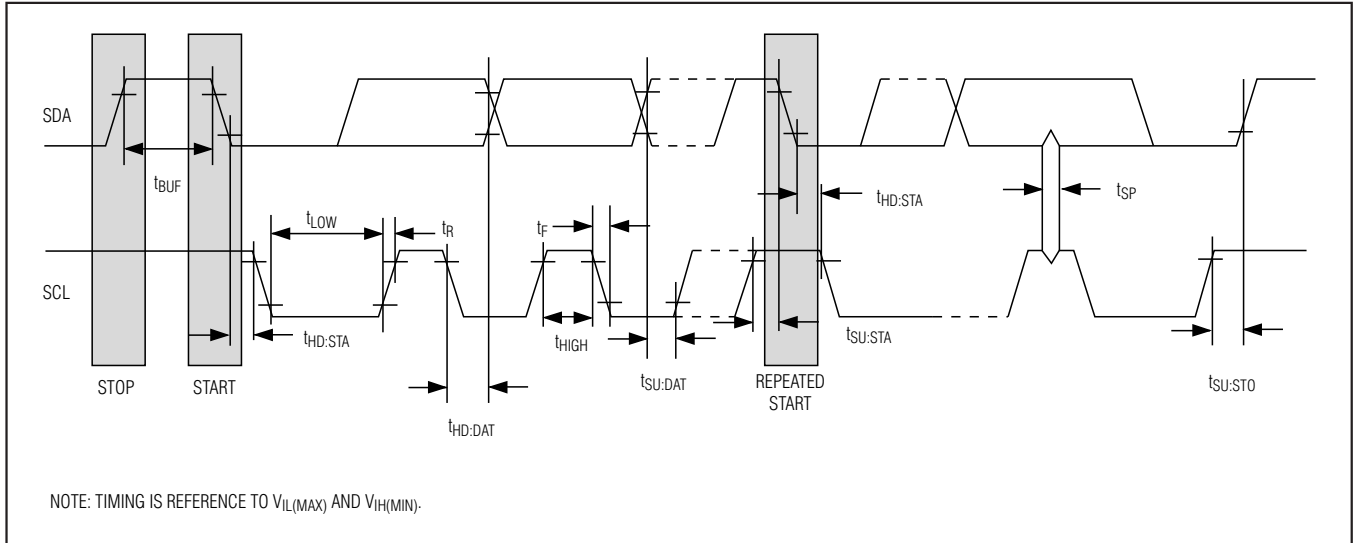 SDA
tBUF
tLOW
tR
tF
tHD:STA
tSP
SCL
tHD:STA
tHIGH
tSU:DAT
tSU:STA
tSU:STO
tHD:DAT
STOP
START
REPEATED
START
NOTE: TIMING IS REFERENCE TO VIL(MAX) AND VIH(MIN).